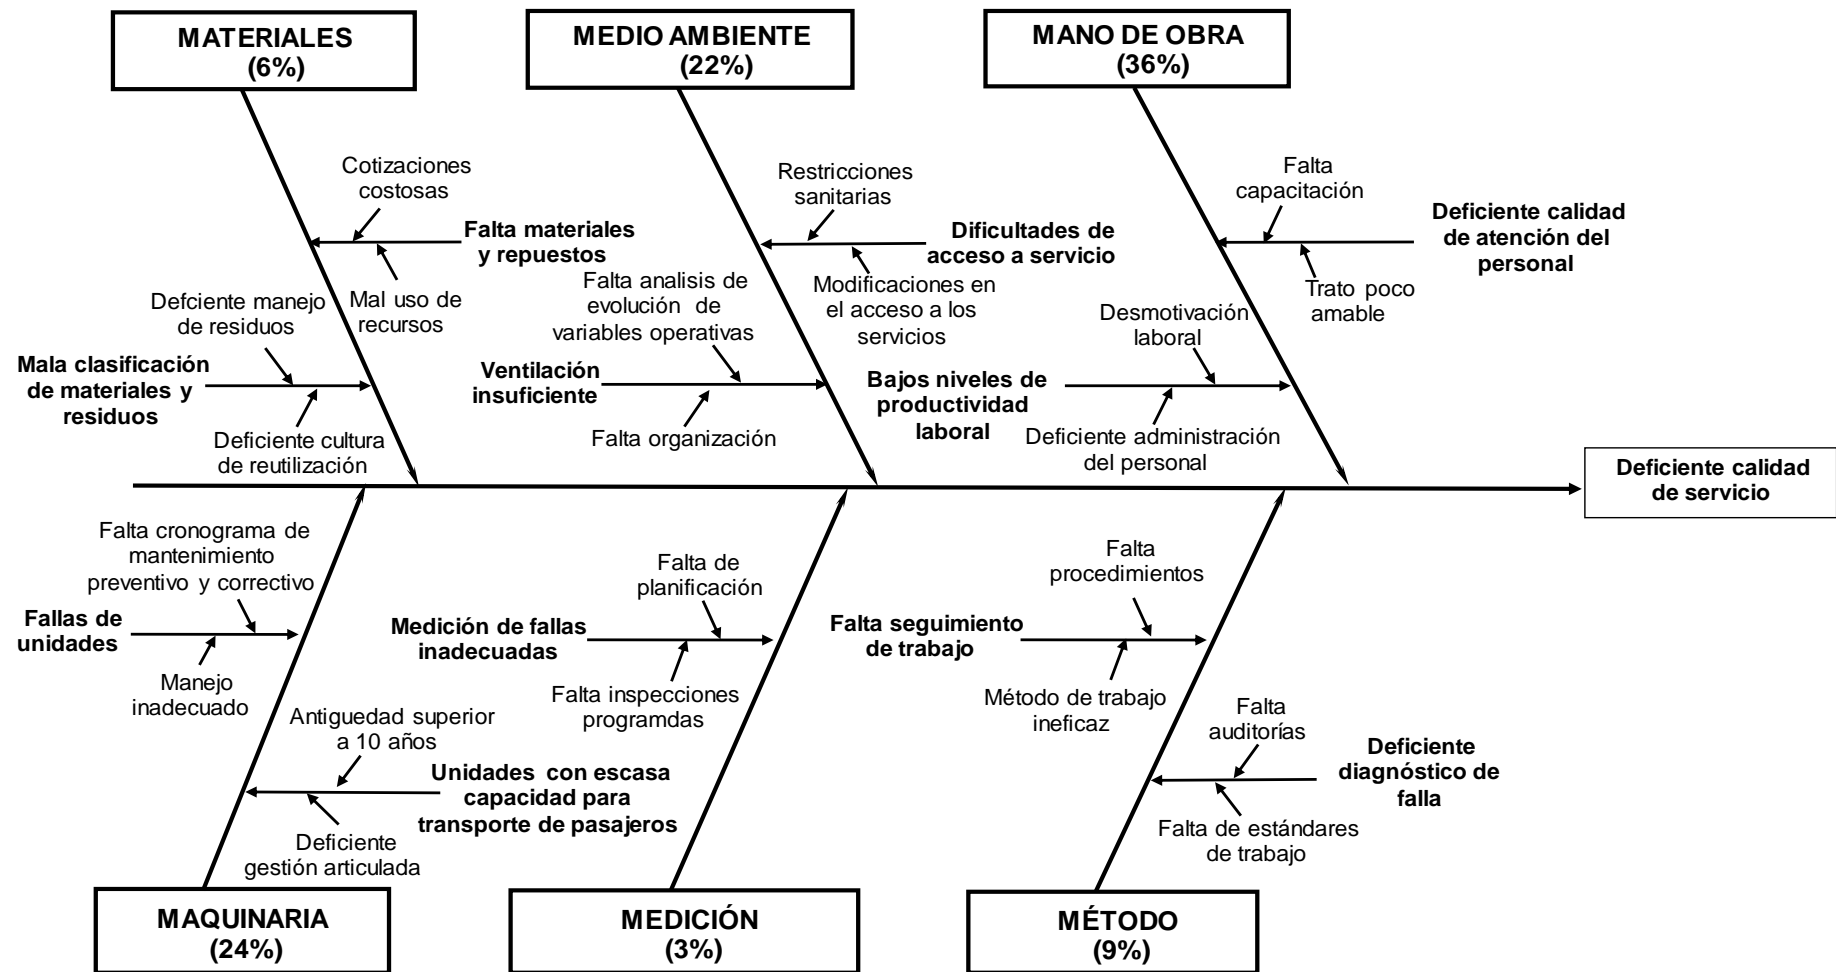 MATERIALES
(6%)
MEDIO AMBIENTE
(22%)
MANO DE OBRA
(36%)
Cotizaciones
costosas
Falta materiales
y repuestos
Mal uso de
recursos
Defciente manejo
de residuos
Mala clasificación
de materiales y
residuos
Deficiente cultura
de reutilización
Restricciones
sanitarias
Dificultades de
acceso a servicio
Modificaciones en
el acceso a los
servicios
Falta analisis de
evolución de
variables operativas
Ventilación
insuficiente
Falta organización
Falta
capacitación
Deficiente calidad
de atención del
personal
Trato poco
amable
Desmotivación
laboral
Bajos niveles de
productividad
laboral
Deficiente administración
del personal
Deficiente calidad
de servicio
Falta cronograma de
mantenimiento
preventivo y correctivo
Fallas de
unidades
Manejo
inadecuado
Antiguedad superior
a 10 años
Unidades con escasa
capacidad para
transporte de pasajeros
Deficiente
gestión articulada
Falta de
planificación
Medición de fallas
inadecuadas
Falta inspecciones
programdas
Falta
procedimientos
Falta seguimiento
de trabajo
Método de trabajo
ineficaz
Falta
auditorías
Deficiente
diagnóstico de
falla
Falta de estándares
de trabajo
MAQUINARIA
(24%)
MEDICIÓN
(3%)
MÉTODO
(9%)